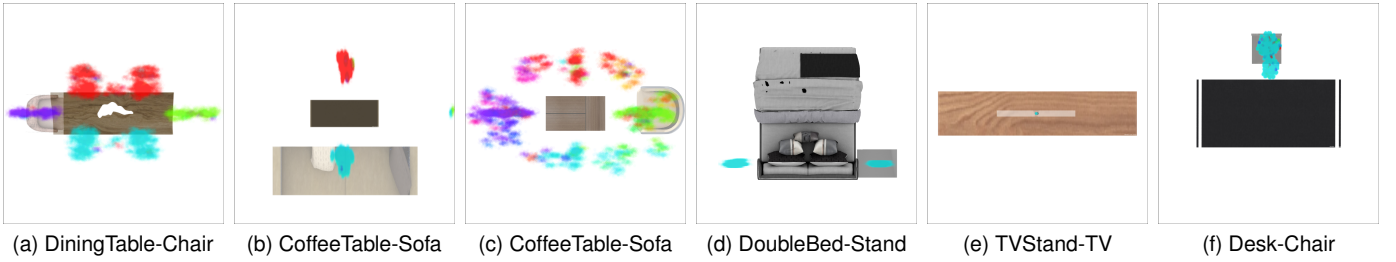 (a) DiningTable-Chair
(b) CoffeeTable-Sofa
(c) CoffeeTable-Sofa
(d) DoubleBed-Stand
(e) TVStand-TV
(f) Desk-Chair